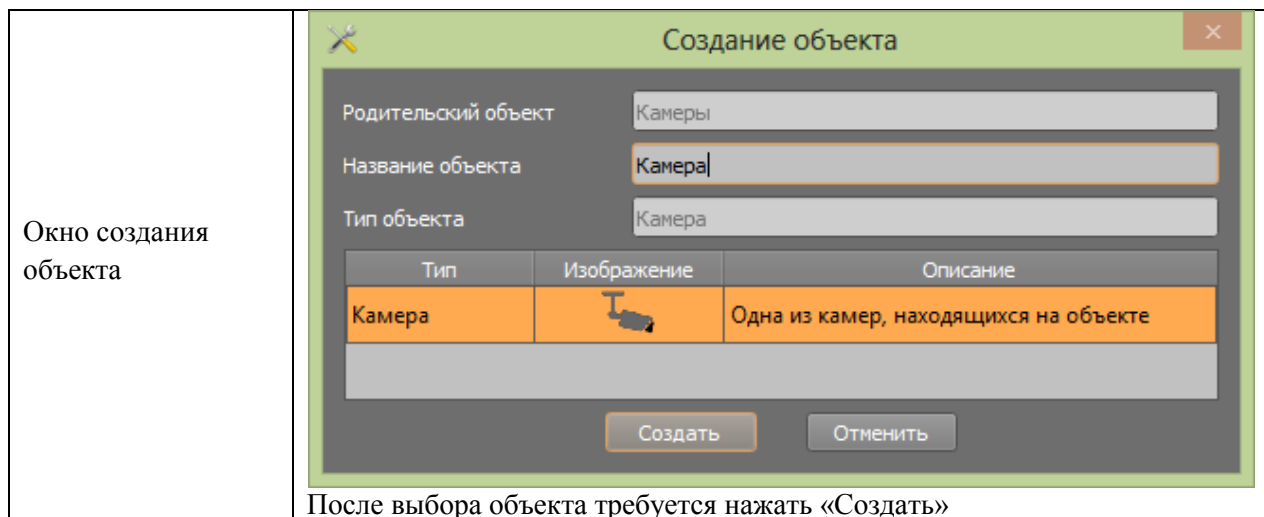 Окно создания
объекта
Создание объекта
Родительский объект Камеры
Название объекта Камера
Тип объекта Камера
Тип Изображение Описание
Камера Одна из камер, находящихся на объекте
Создать Отменить
После выбора объекта требуется нажать «Создать»